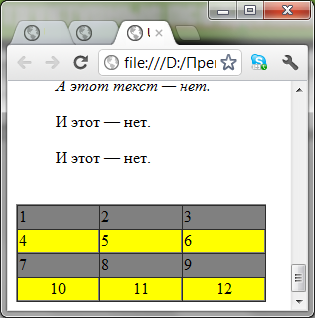 file:///D:/Пре
А этот текст — нет.
И этот — нет.
И этот — нет.
1 2 3
4 5 6
7 8 9
10 11 12